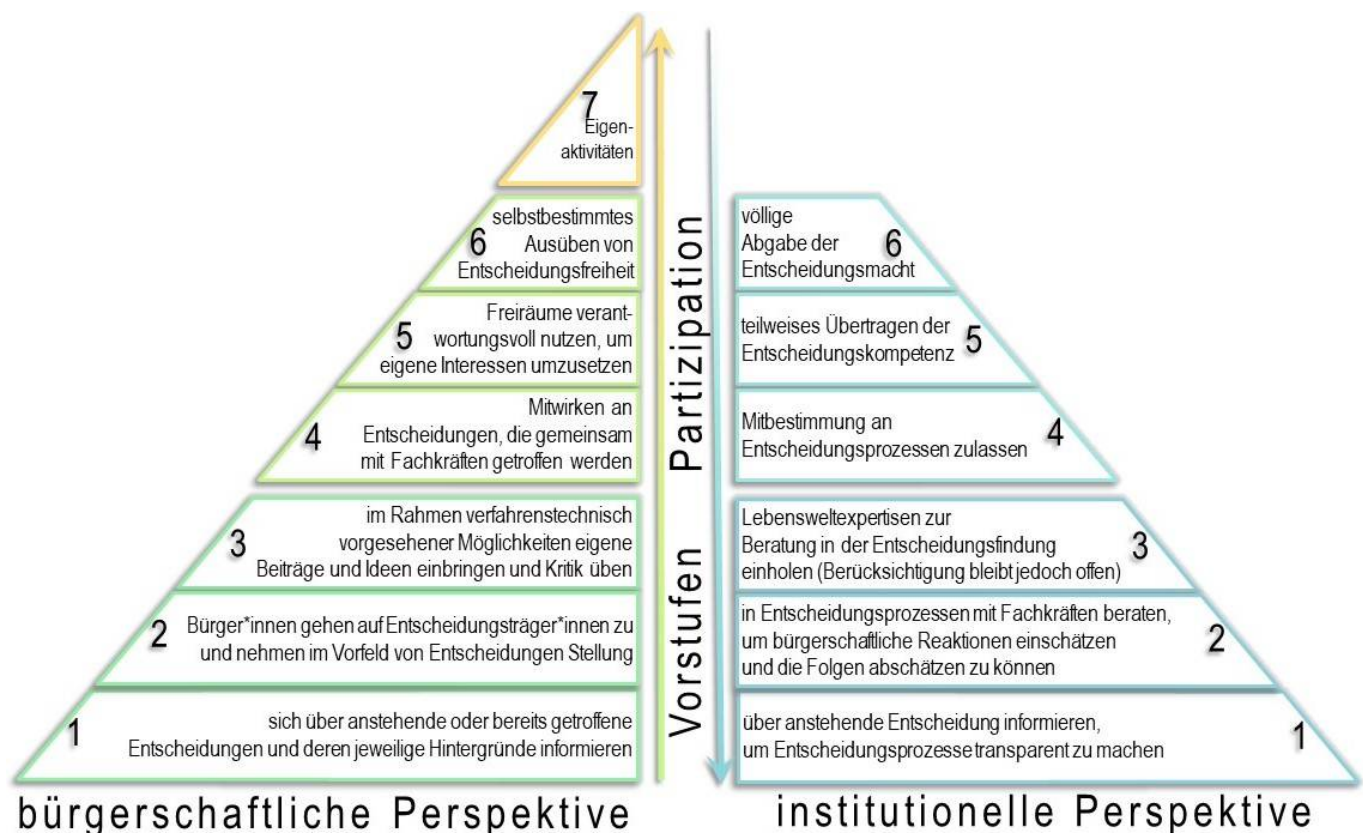 7
Eigen-
aktivitäten
selbstbestimmtes
6
Ausüben von
Entscheidungsfreiheit
Freiräume verant-
5
wortungsvoll nutzen, um
eigene Interessen umzusetzen
Mitwirken an
4
Entscheidungen, die gemeinsam
mit Fachkräften getroffen werden
im Rahmen verfahrenstechnisch
3
vorgesehener Möglichkeiten eigene
Beiträge und Ideen einbringen und Kritik üben
2
Bürger*innen gehen auf Entscheidungsträger*innen zu
und nehmen im Vorfeld von Entscheidungen Stellung
1
sich über anstehende oder bereits getroffene
Entscheidungen und deren jeweilige Hintergründe informieren
bürgerschaftliche Perspektive
Partizipation
Vorstufen
völlige
Abgabe der
6
Entscheidungsmacht
teilweises Übertragen der
5
Entscheidungskompetenz
Mitbestimmung an
4
Entscheidungsprozessen zulassen
Lebensweltexpertisen zur
3
Beratung in der Entscheidungsfindung
einholen (Berücksichtigung bleibt jedoch offen)
in Entscheidungsprozessen mit Fachkräften beraten,
2
um bürgerschaftliche Reaktionen einschätzen
und die Folgen abschätzen zu können
über anstehende Entscheidung informieren,
1
um Entscheidungsprozesse transparent zu machen
institutionelle Perspektive